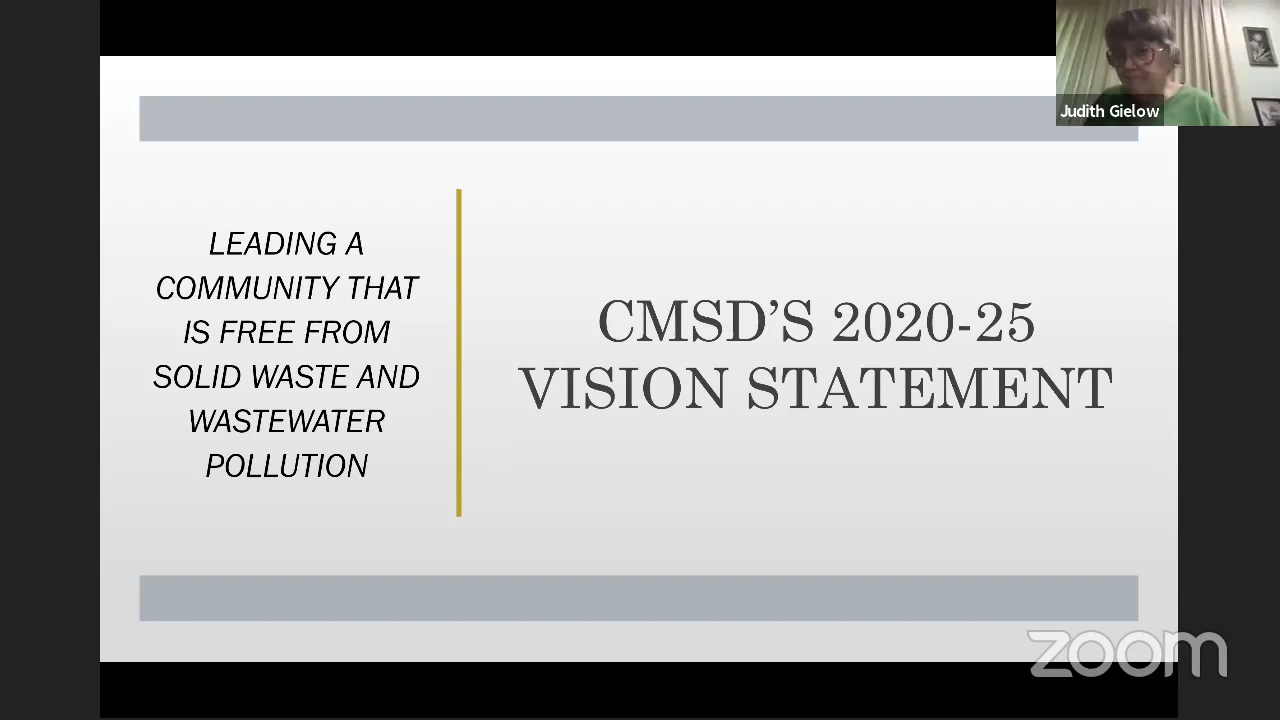 Judith Gielow
LEADING A
COMMUNITY THAT
IS FREE FROM
SOLID WASTE AND
WASTEWATER
POLLUTION
CMSD’S 2020-25
VISION STATEMENT
zoom